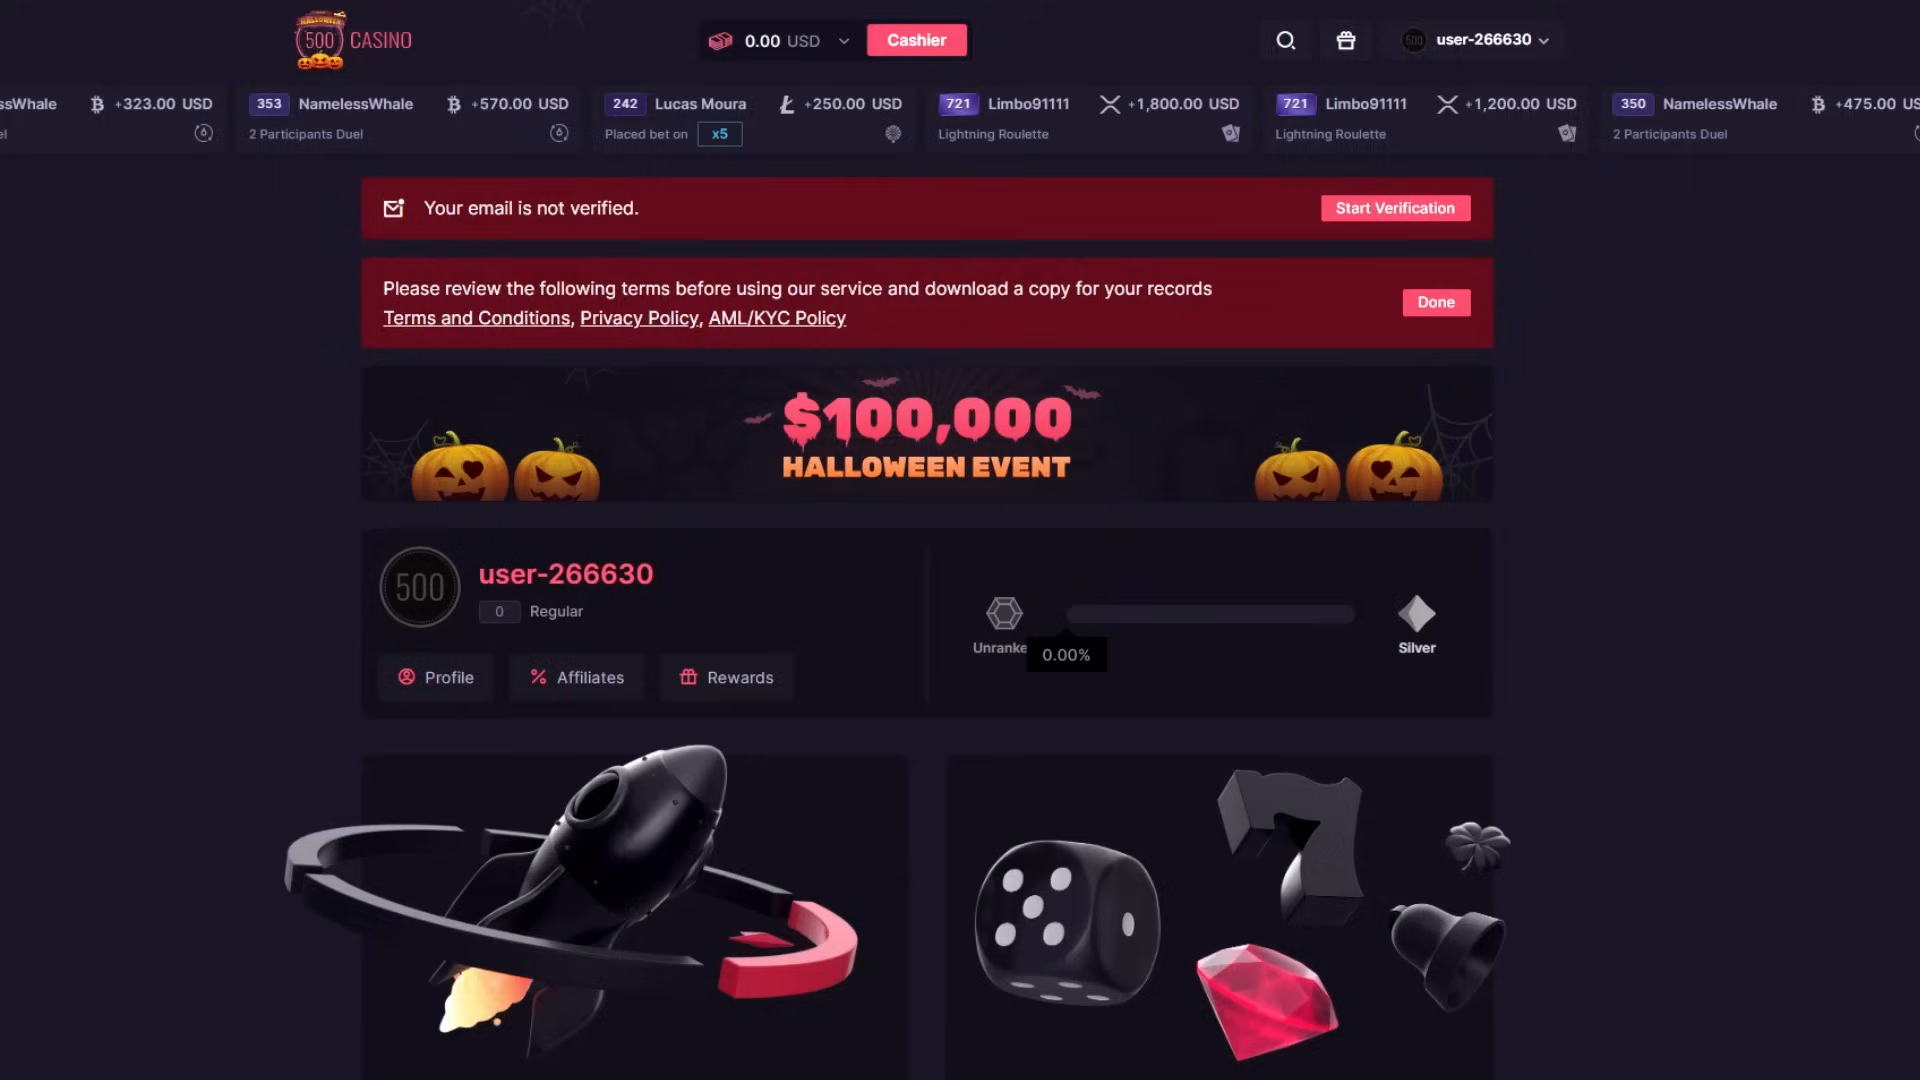 HALLOWEEN
500 CASINO
0.00 USD
Cashier
500
user-266630
ssWhale
+323.00 USD
el
353 NamelessWhale
+570.00 USD
2 Participants Duel
242 Lucas Moura
+250.00 USD
Placed bet on x5
721 Limbo91111
+1,800.00 USD
Lightning Roulette
721 Limbo91111
+1,200.00 USD
Lightning Roulette
350 NamelessWhale
+475.00 US
2 Participants Duel
Your email is not verified.
Start Verification
Please review the following terms before using our service and download a copy for your records
Terms and Conditions, Privacy Policy, AML/KYC Policy
Done
$100,000
HALLOWEEN EVENT
500
user-266630
0 Regular
Profile
Affiliates
Rewards
Unranke
0.00%
Silver
7